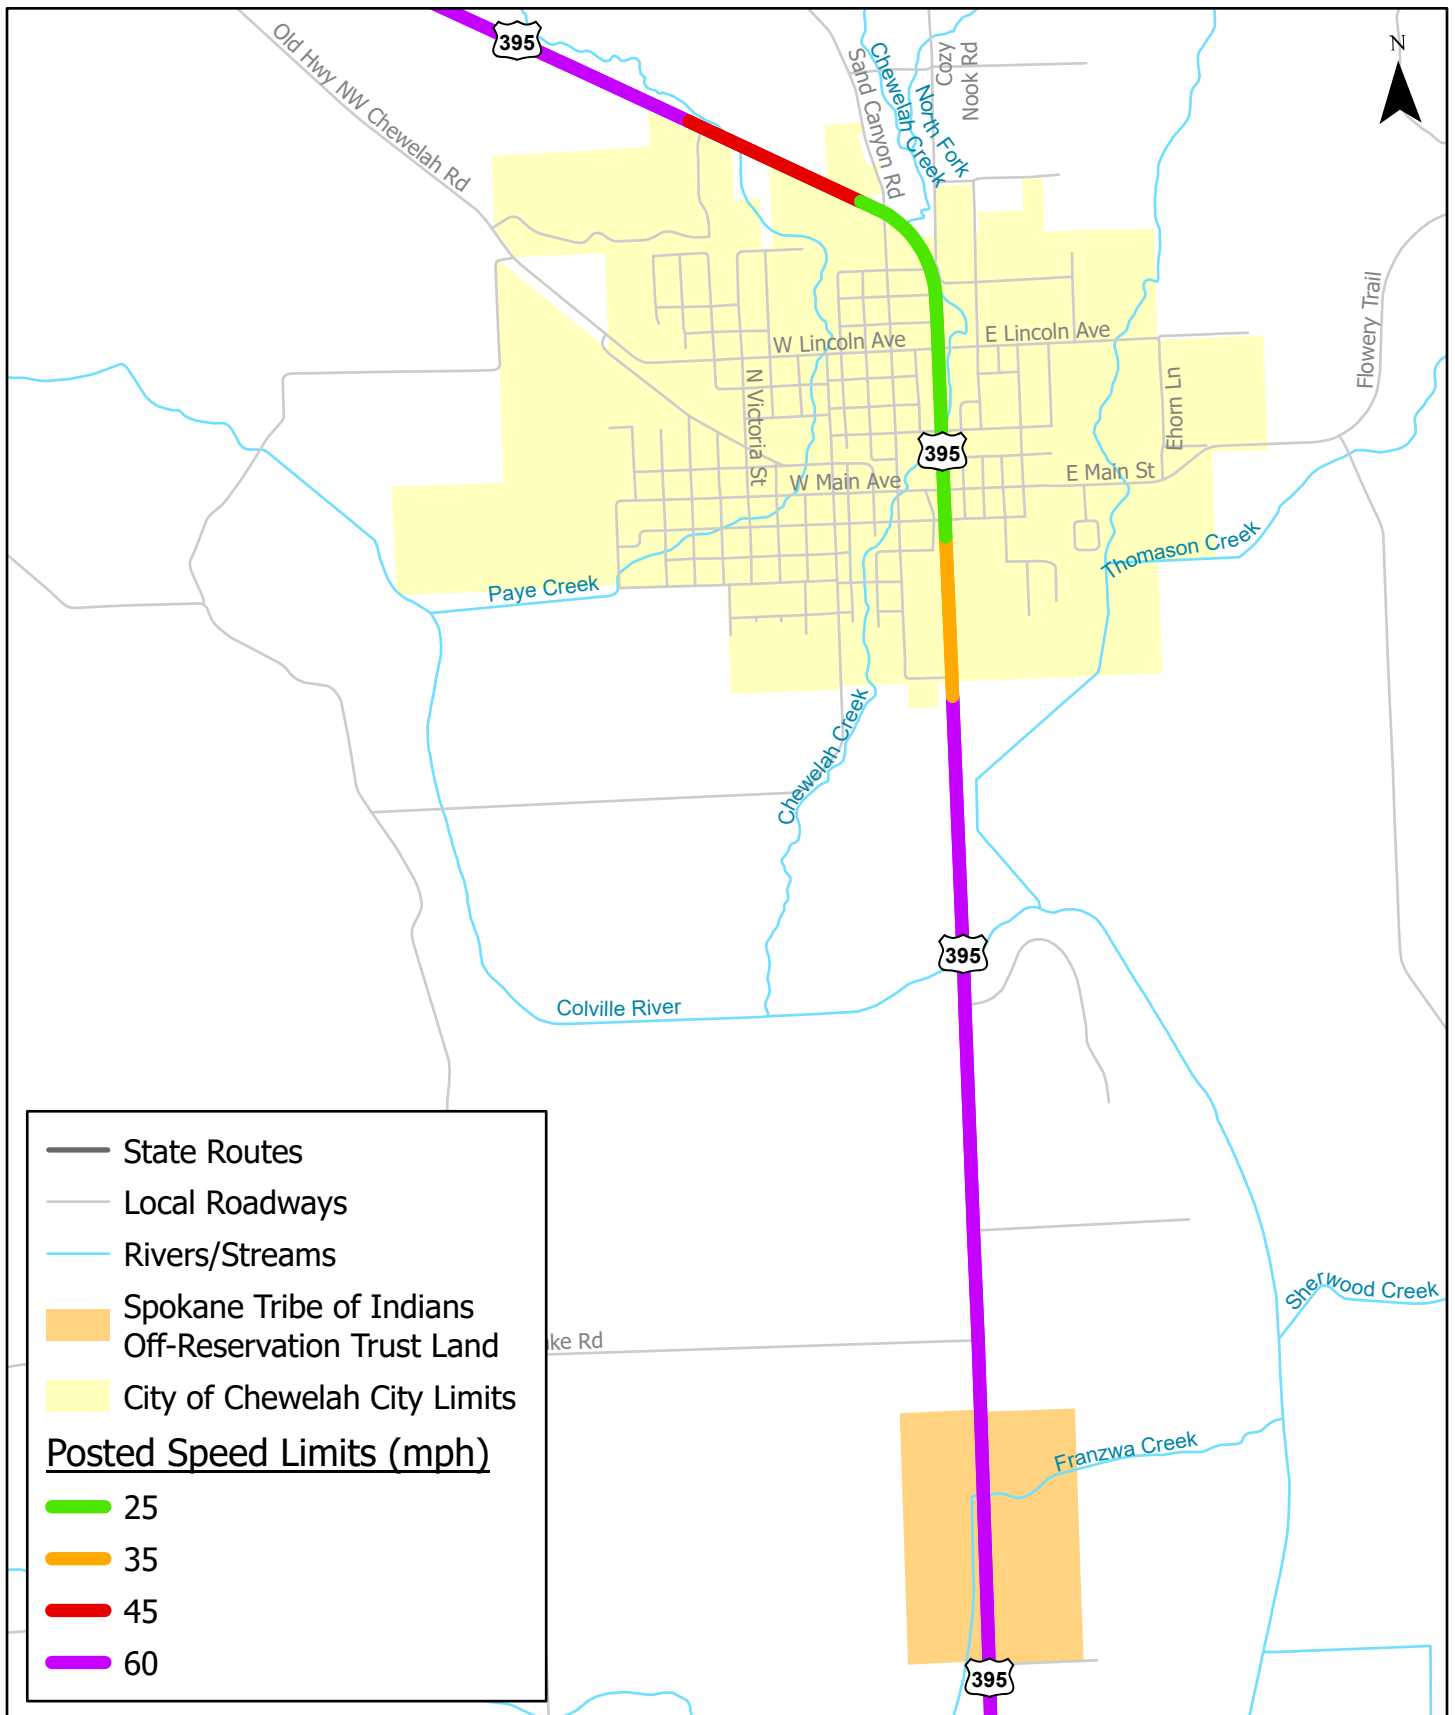 395
Old Hwy NW Chewelah Rd
Sand Canyon Rd
Chewelah Creek
North Fork
Cozy
Nook Rd
N
Flowery Trail
W Lincoln Ave
E Lincoln Ave
N Victoria St
Ehorn Ln
395
W Main Ave
E Main St
Thomason Creek
Paye Creek
Chewelah Creek
395
Colville River
Sherwood Creek
ke Rd
Franzwa Creek
395
State Routes
Local Roadways
Rivers/Streams
Spokane Tribe of Indians
Off-Reservation Trust Land
City of Chewelah City Limits
Posted Speed Limits (mph)
25
35
45
60